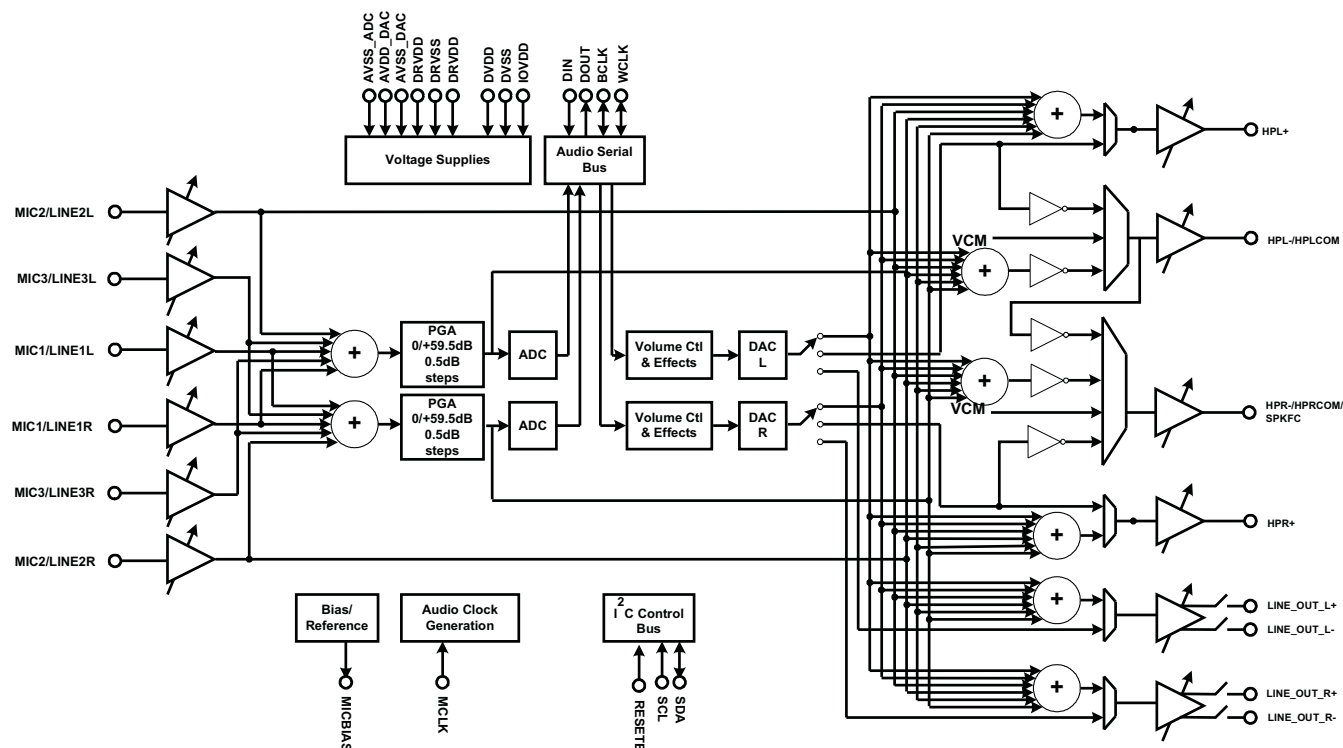 AVSS_ADC
AVDD_DAC
AVSS_DAC
DRVDD
DRVSS
DRVDD
DVDD
DVSS
IOVDD
DIN
DOUT
BCLK
WCLK
Voltage Supplies
Audio Serial
Bus
MIC2/LINE2L
MIC3/LINE3L
MIC1/LINE1L
MIC1/LINE1R
MIC3/LINE3R
MIC2/LINE2R
+
+
PGA
0/+59.5dB
0.5dB
steps
PGA
0/+59.5dB
0.5dB
steps
ADC
ADC
Volume Ctl
& Effects
Volume Ctl
& Effects
DAC
L
DAC
R
+
HPL+
VCM
+
HPL-/HPLCOM
+
VCM
HPR-/HPRCOM/
SPKFC
+
HPR+
+
LINE_OUT_L+
LINE_OUT_L-
+
LINE_OUT_R+
LINE_OUT_R-
Bias/
Reference
Audio Clock
Generation
I2C Control
Bus
MICBIAS
MCLK
RESETB
SCL
SDA